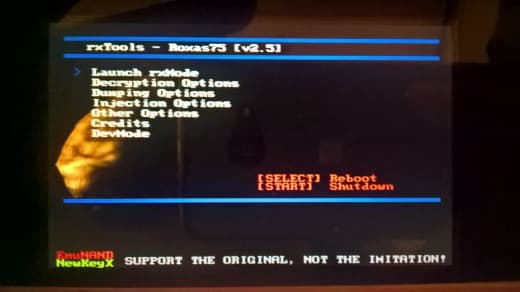 rxTools - Roxas75 [v2.5]
> Launch rxMode
Decryption Options
Dumping Options
Injection Options
Other Options
Credits
DevMode
[SELECT] Reboot
[START] Shutdown
EmuNAND
NewKeyX
SUPPORT THE ORIGINAL, NOT THE IMITATION!